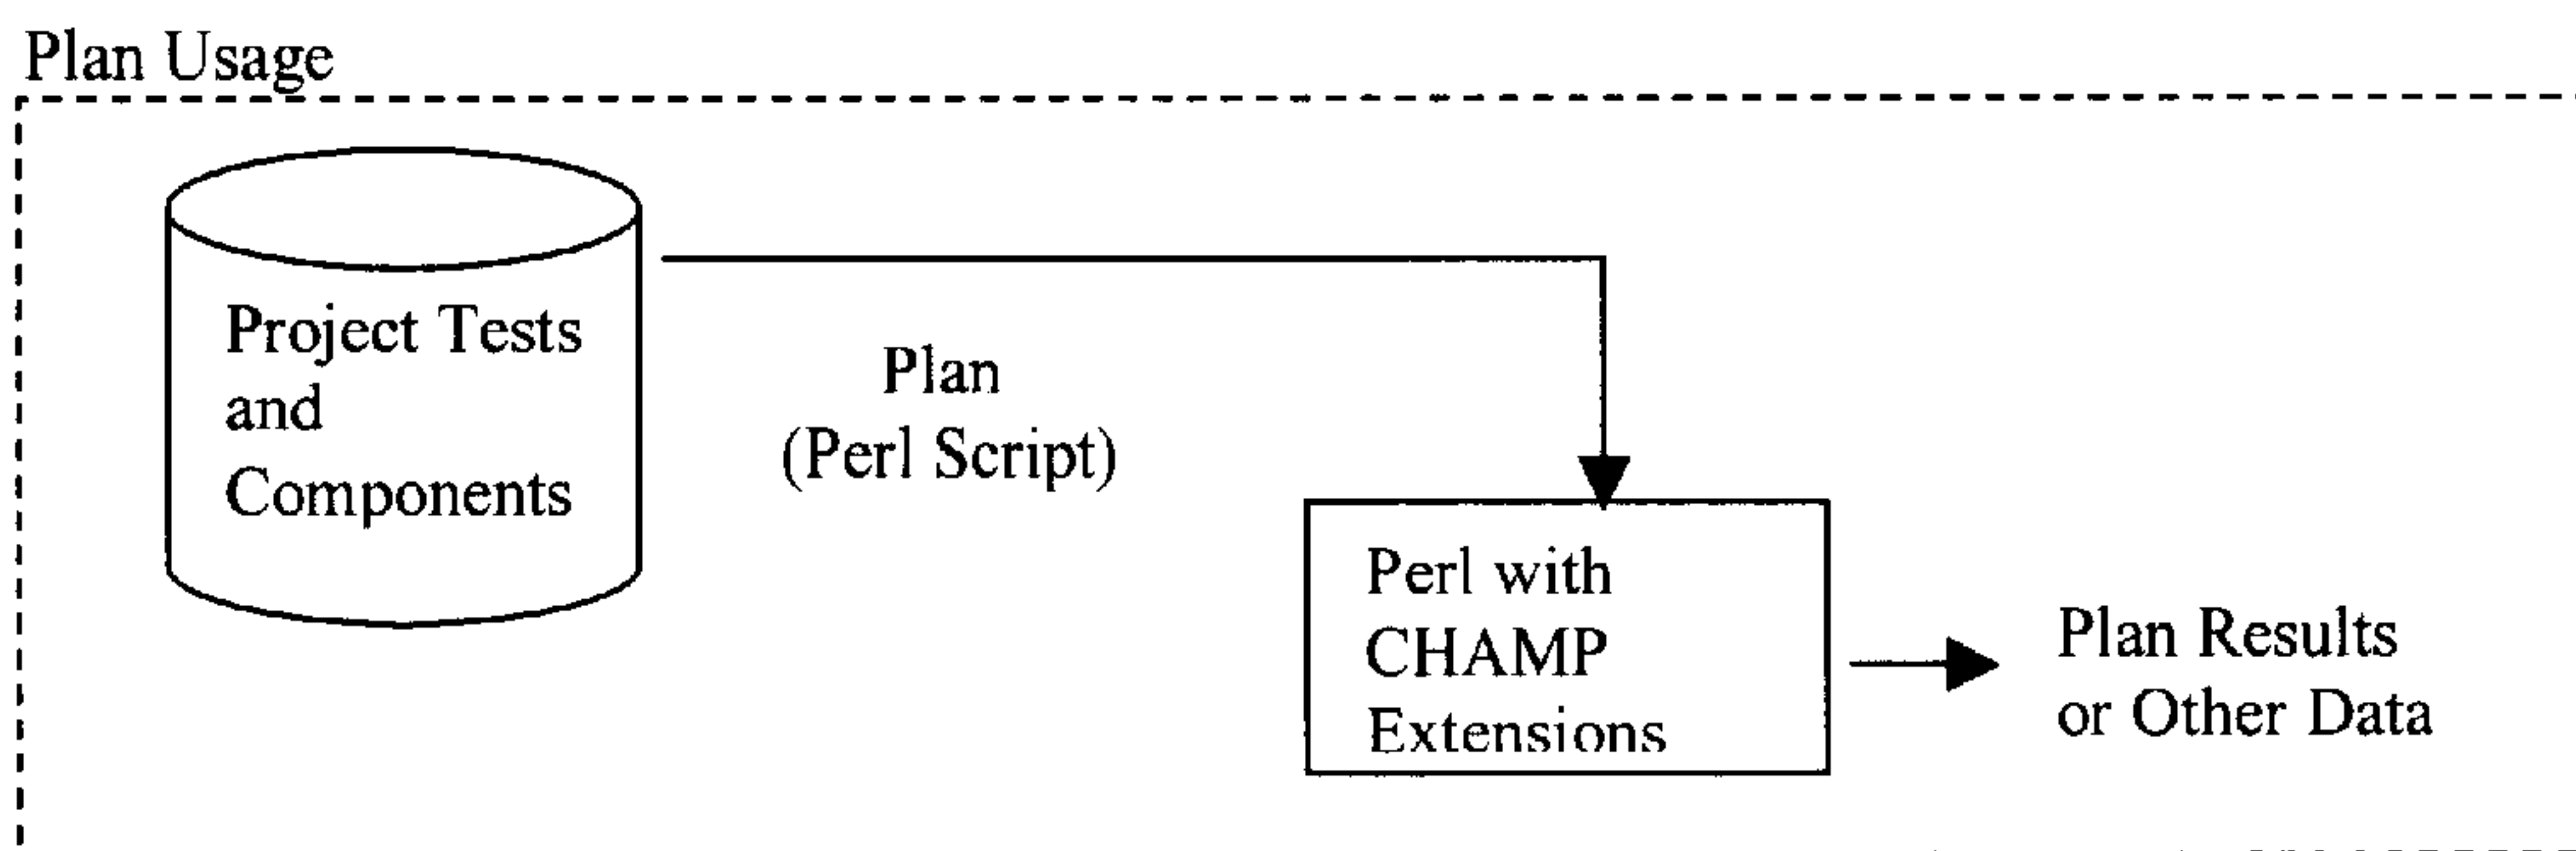 Plan Usage
Project Tests
and
Components
Plan
(Perl Script)
Perl with
CHAMP
Extensions
Plan Results
or Other Data